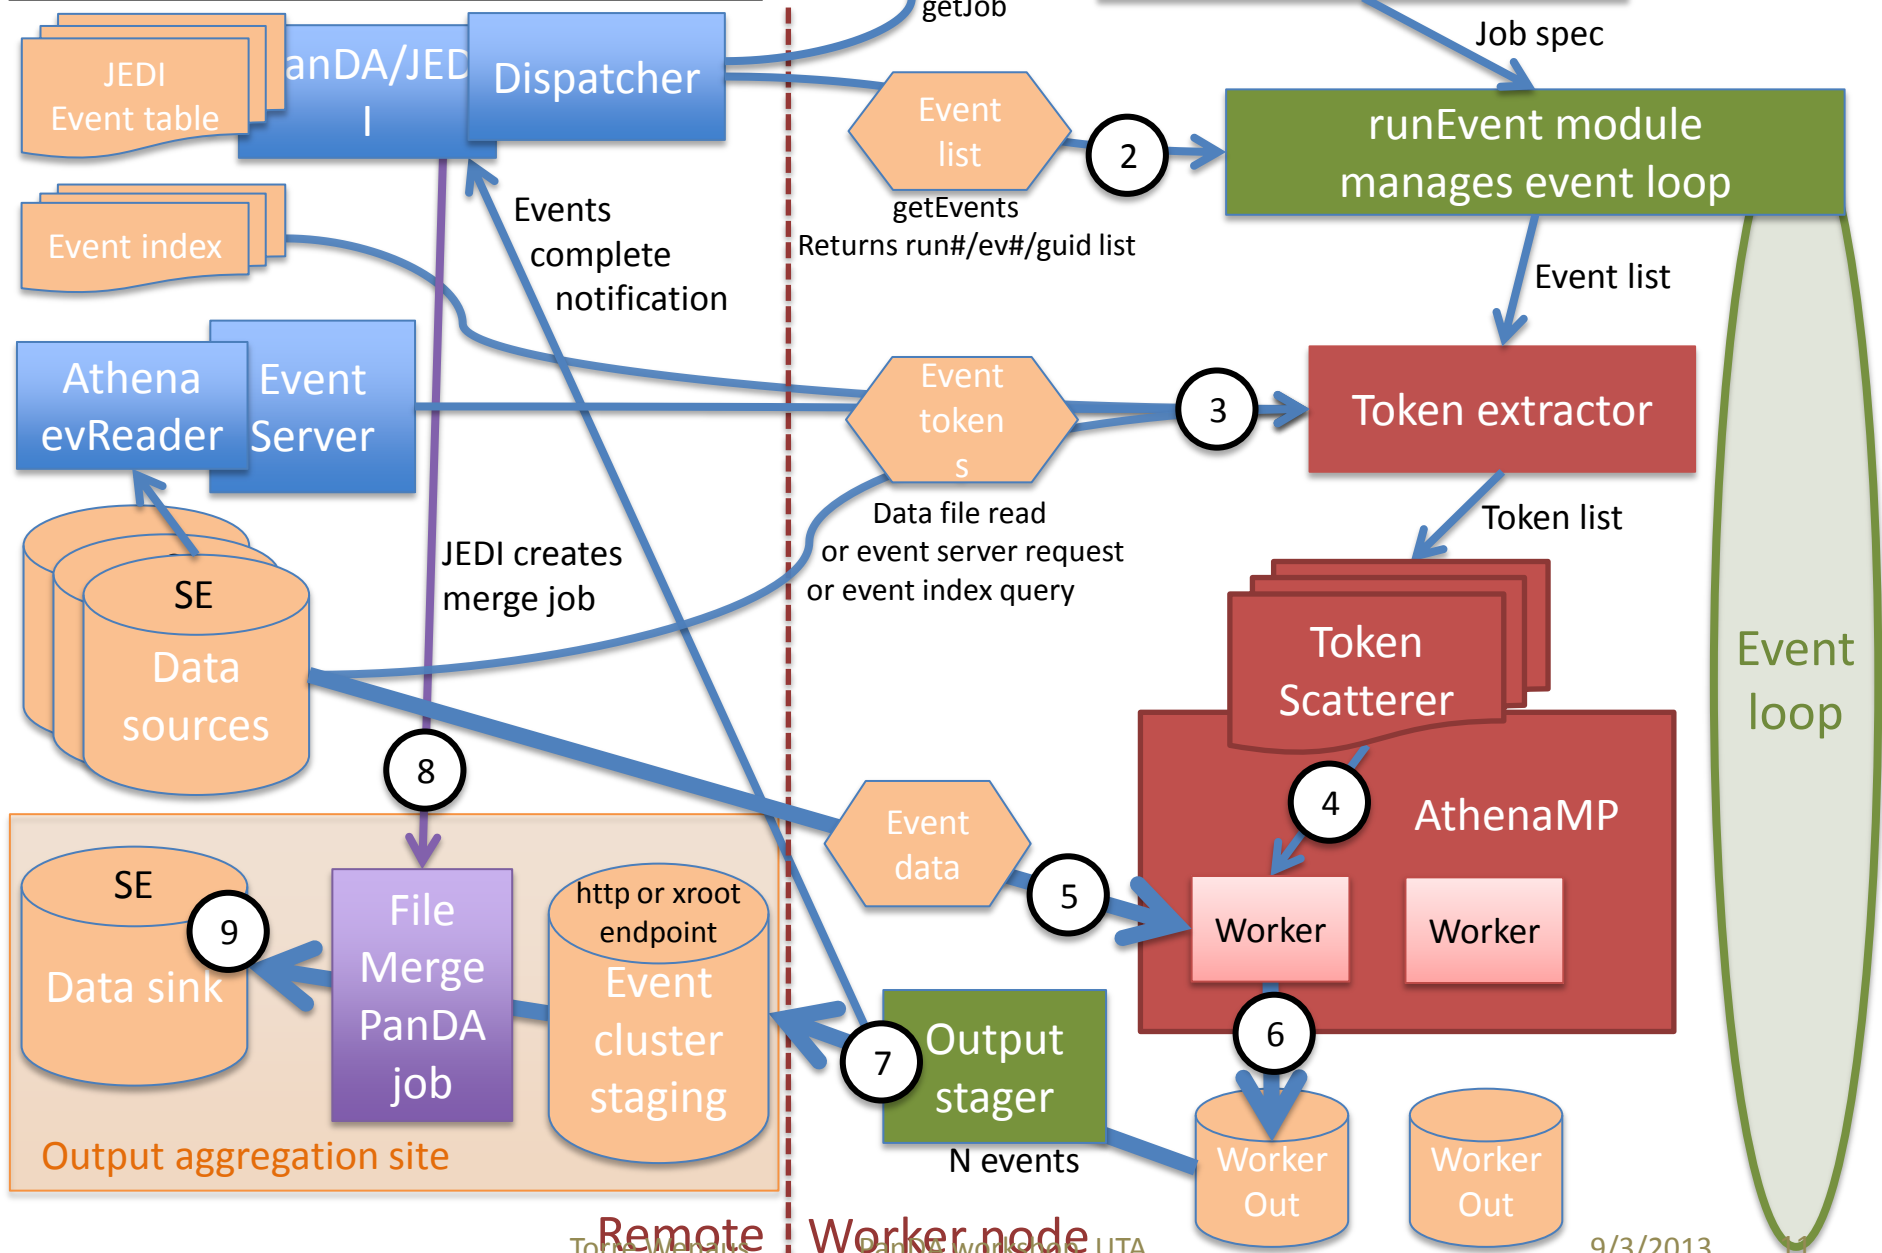 getJob
Job spec
JEDI
Event table
anDA/JED
I
Dispatcher
Event
list
2
runEvent module
manages event loop
getEvents
Returns run#/ev#/guid list
Events
complete
notification
Event index
Event list
Athena
evReader
Event
Server
Event
token
s
3
Token extractor
Data file read
or event server request
or event index query
Token list
JEDI creates
merge job
SE
Data
sources
Token
Scatterer
Event
loop
8
4
AthenaMP
Event
data
5
Worker
Worker
SE
9
Data sink
File
Merge
PanDA
job
http or xroot
endpoint
Event
cluster
staging
7
Output
stager
6
N events
Worker
Out
Worker
Out
Output aggregation site
Remote
Worker node
Torre Wenaus
PanDA workshop, UTA
9/3/2013